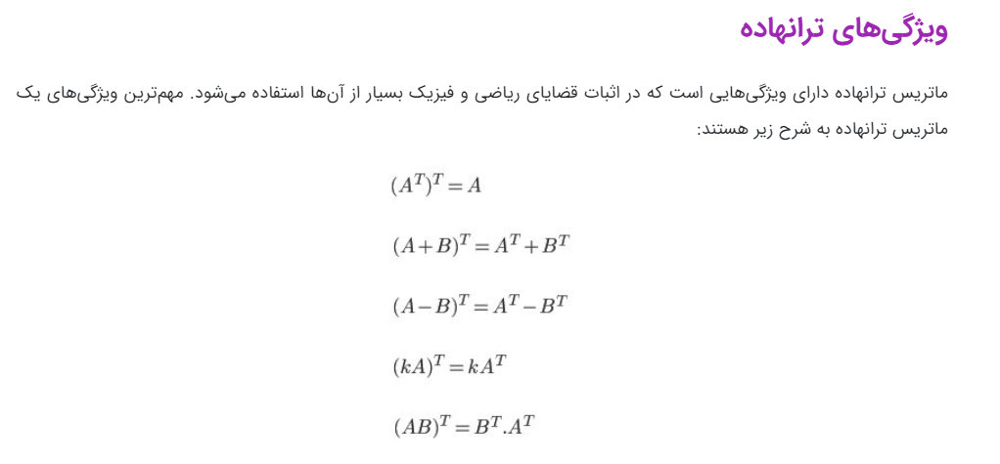 ویژگی‌های ترانهاده
ماتریس ترانهاده دارای ویژگی‌هایی است که در اثبات قضایای ریاضی و فیزیک بسیار از آن‌ها استفاده می‌شود. مهم‌ترین ویژگی‌های یک
ماتریس ترانهاده به شرح زیر هستند:
(A^T)^T = A
(A+B)^T = A^T + B^T
(A−B)^T = A^T − B^T
(kA)^T = kA^T
(AB)^T = B^T.A^T